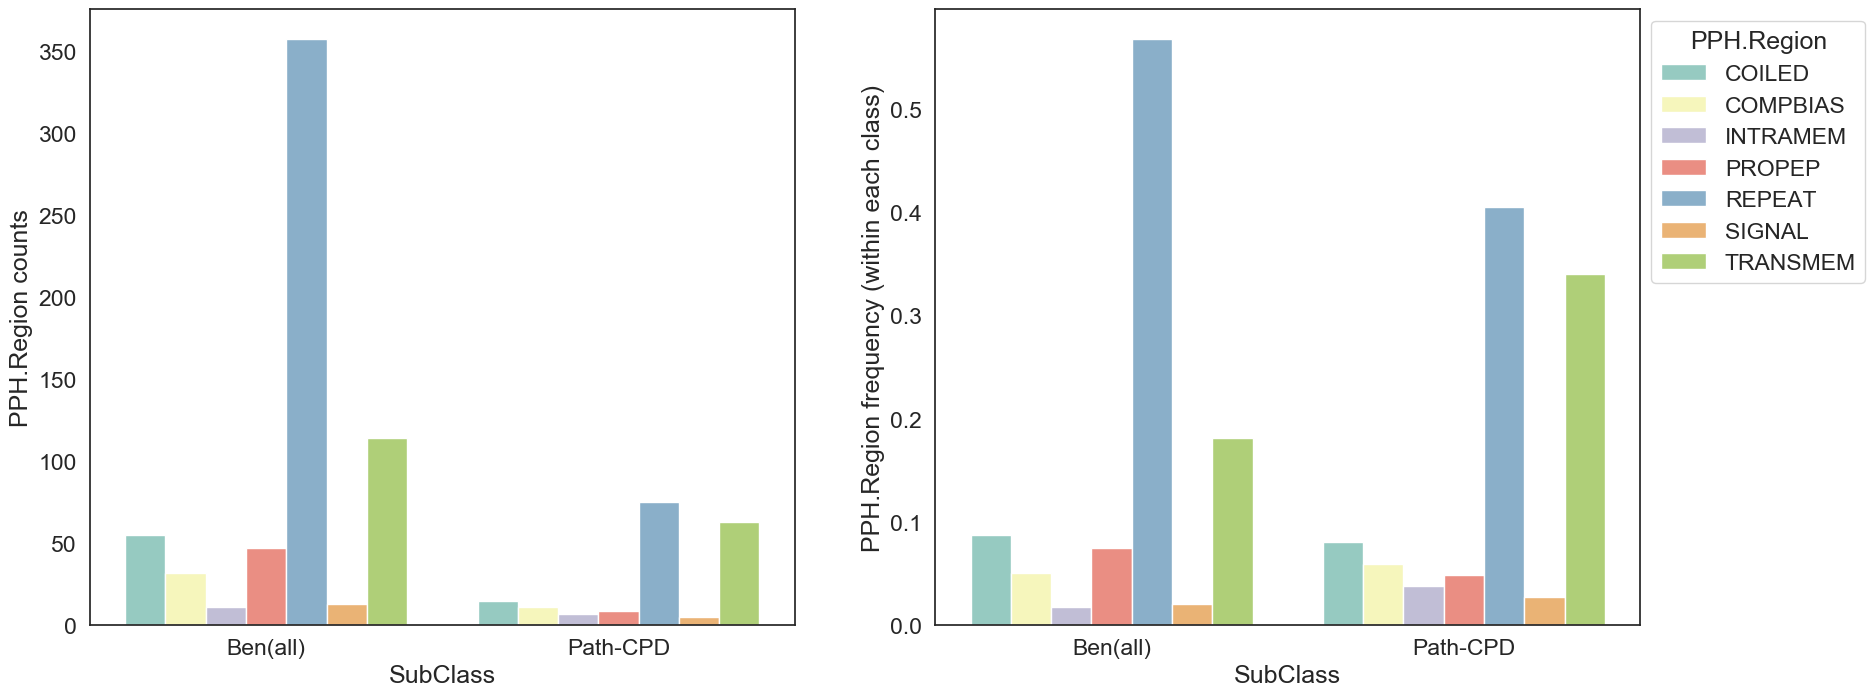 PPH.Region counts
350
300
250
200
150
100
50
0
Ben(all)
Path-CPD
SubClass
PPH.Region frequency (within each class)
0.5
0.4
0.3
0.2
0.1
0.0
Ben(all)
Path-CPD
SubClass
PPH.Region
COILED
COMPBIAS
INTRAMEM
PROPEP
REPEAT
SIGNAL
TRANSMEM